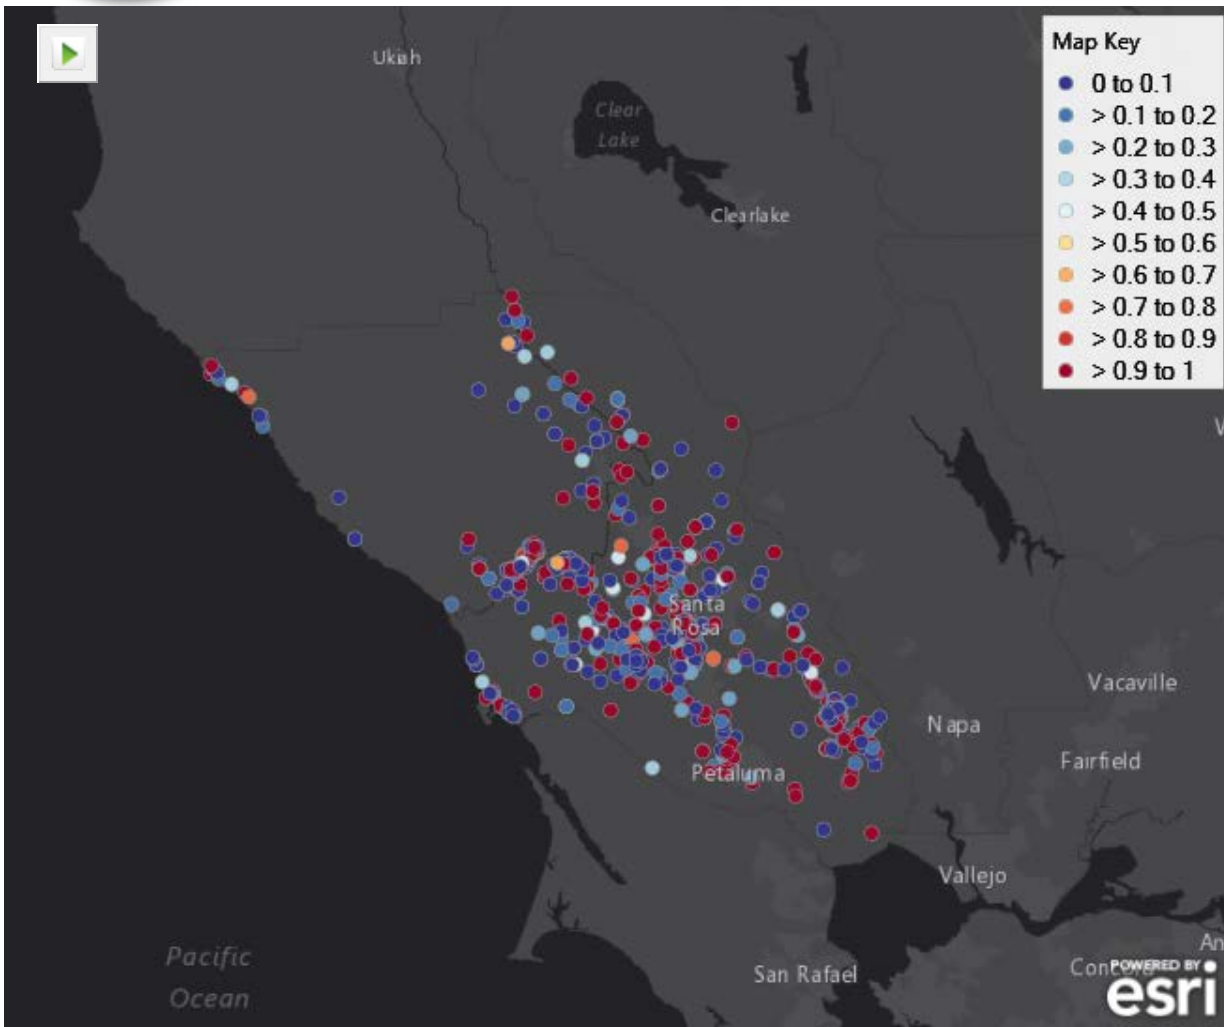 Ukiah
Clear
Lake
Clearlake
Map Key
0 to 0.1
> 0.1 to 0.2
> 0.2 to 0.3
> 0.3 to 0.4
> 0.4 to 0.5
> 0.5 to 0.6
> 0.6 to 0.7
> 0.7 to 0.8
> 0.8 to 0.9
> 0.9 to 1
V
Santa
Rosa
Vacaville
Napa
Fairfield
Petaluma
Vallejo
Pacific
Ocean
San Rafael
An
Concord
POWERED BY
esri